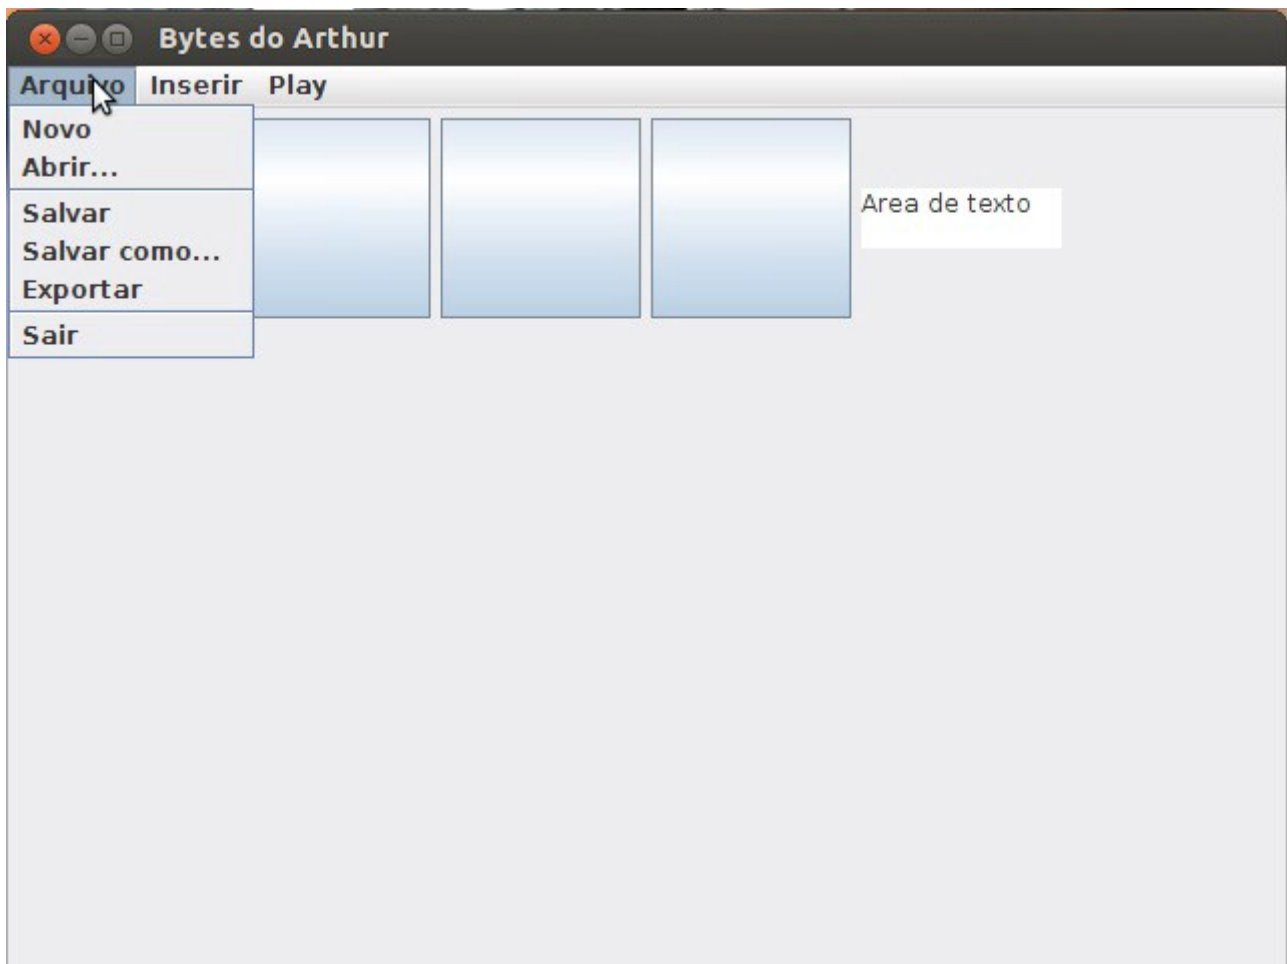 Bytes do Arthur
Arquivo Inserir Play
Novo
Abrir...
Salvar
Salvar como...
Exportar
Sair
Area de texto